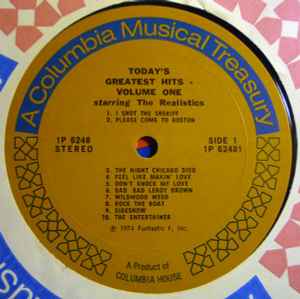 A Columbia Musical Treasury
TODAY'S
GREATEST HITS -
VOLUME ONE
starring The Realistics
1. I SHOT THE SHERIFF
2. PLEASE COME TO BOSTON
1P 6248
STEREO
SIDE 1
1P 62481
3. THE NIGHT CHICAGO DIED
4. FEEL LIKE MAKIN' LOVE
5. DON'T KNOCK MY LOVE
6. BAD BAD LEROY BROWN
7. WILDWOOD WEED
8. ROCK THE BOAT
9. SIDESHOW
10. THE ENTERTAINER
℗ 1974 Funtastic F, Inc.
A Product of
COLUMBIA HOUSE